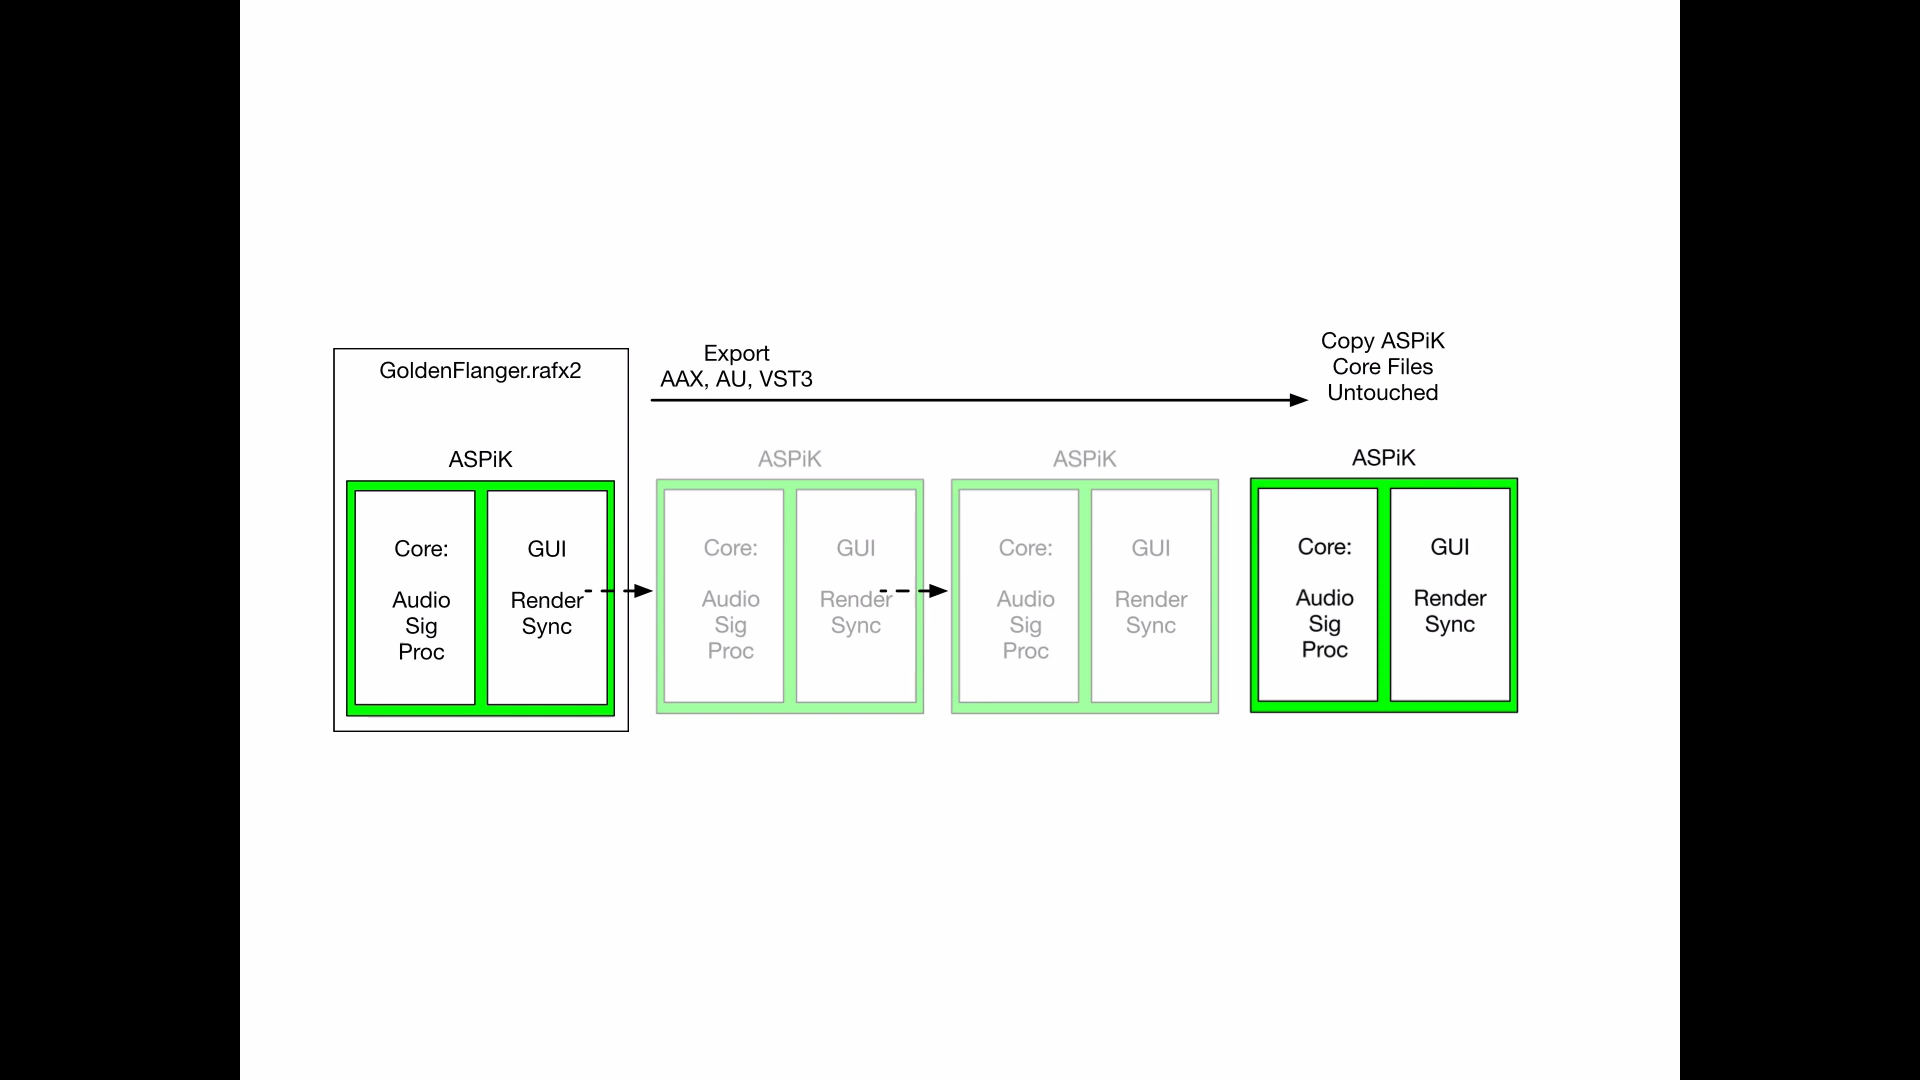 GoldenFlanger.rafx2
Export
AAX, AU, VST3
Copy ASPiK
Core Files
Untouched
ASPiK
Core:
Audio
Sig
Proc
GUI
Render
Sync
ASPiK
Core:
Audio
Sig
Proc
GUI
Render
Sync
ASPiK
Core:
Audio
Sig
Proc
GUI
Render
Sync
ASPiK
Core:
Audio
Sig
Proc
GUI
Render
Sync